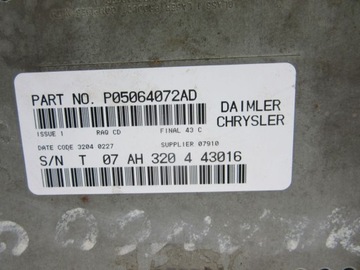 PART NO. P05064072AD
DAIMLER
CHRYSLER
ISSUE 1 RAQ CD FINAL 43 C
DATE CODE 3204 0227 SUPPLIER 07910
S/N T 07 AH 320 4 43016